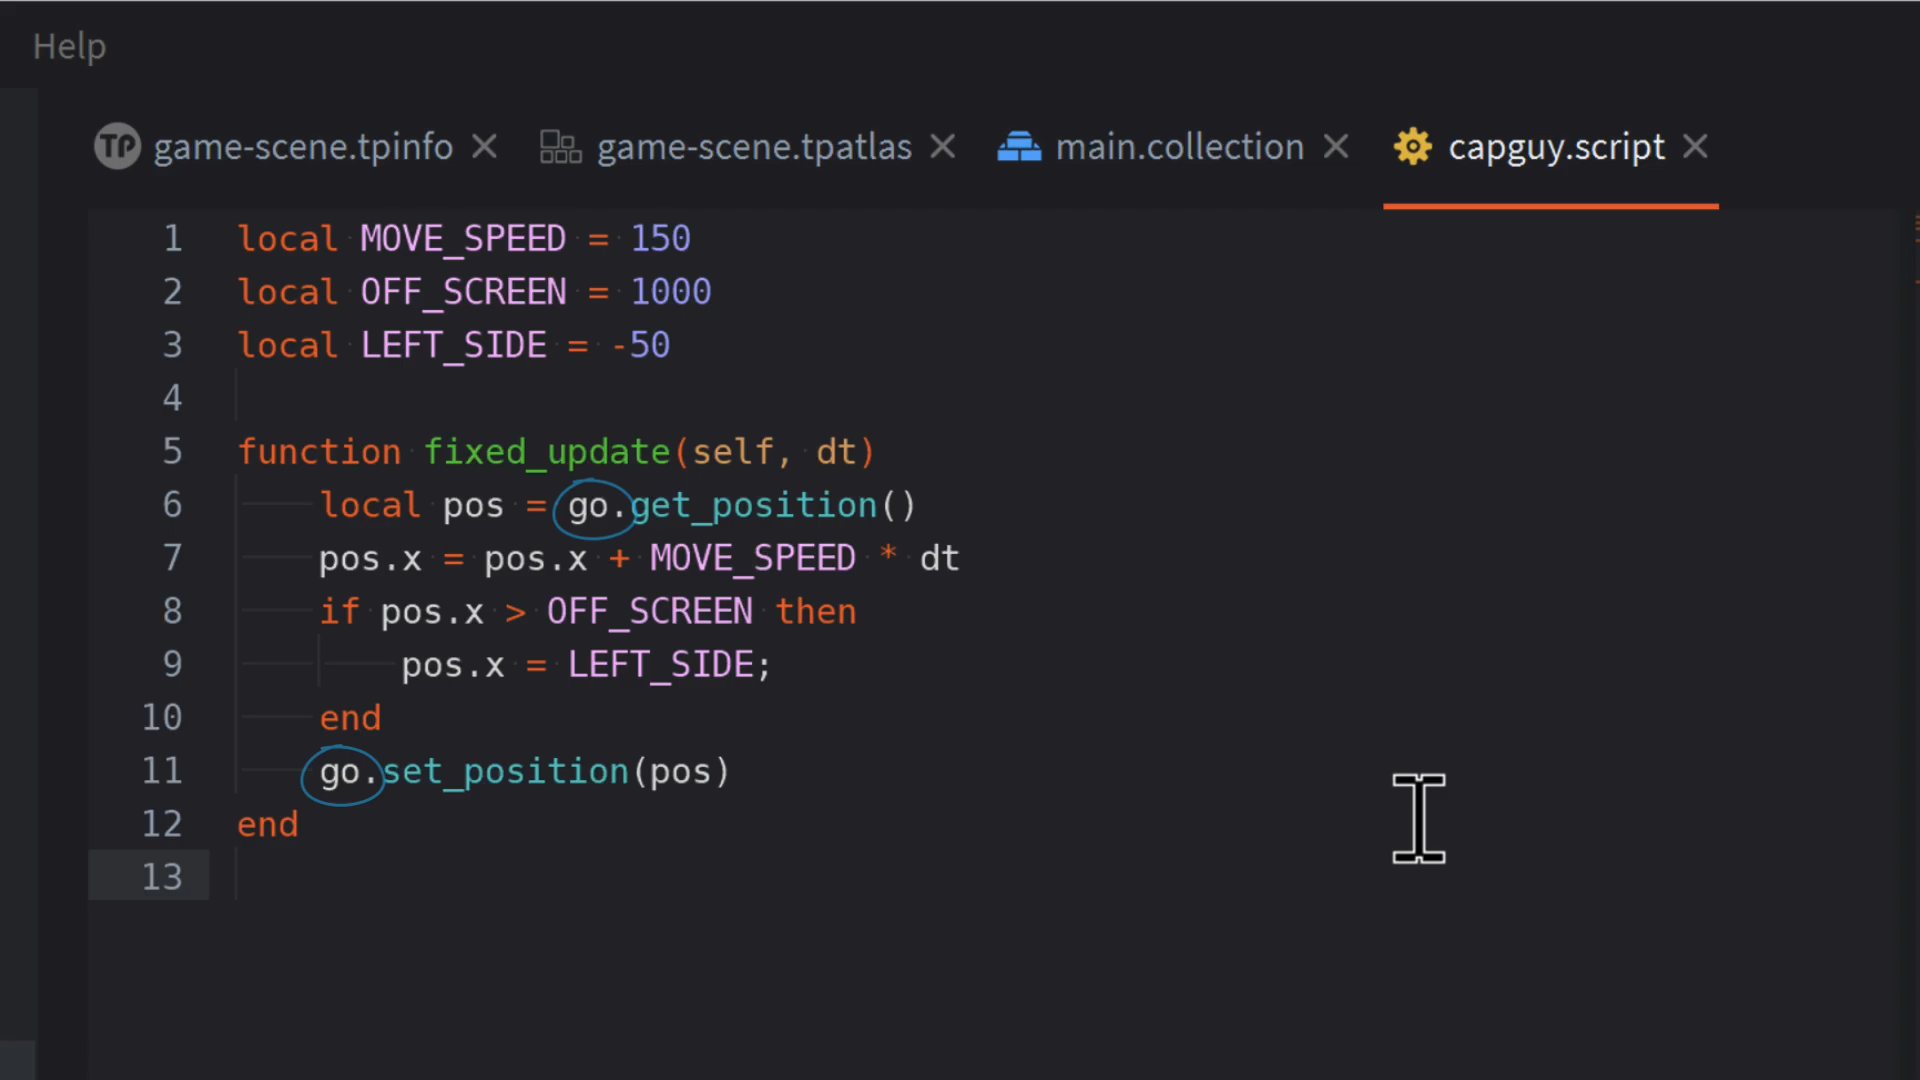 Help
TP game-scene.tpinfo game-scene.tpatlas main.collection capguy.script
1 local MOVE_SPEED = 150
2 local OFF_SCREEN = 1000
3 local LEFT_SIDE = -50
4
5 function fixed_update(self, dt)
6 local pos = go.get_position()
7 pos.x = pos.x + MOVE_SPEED * dt
8 if pos.x > OFF_SCREEN then
9 pos.x = LEFT_SIDE;
10 end
11 go.set_position(pos)
12 end
13